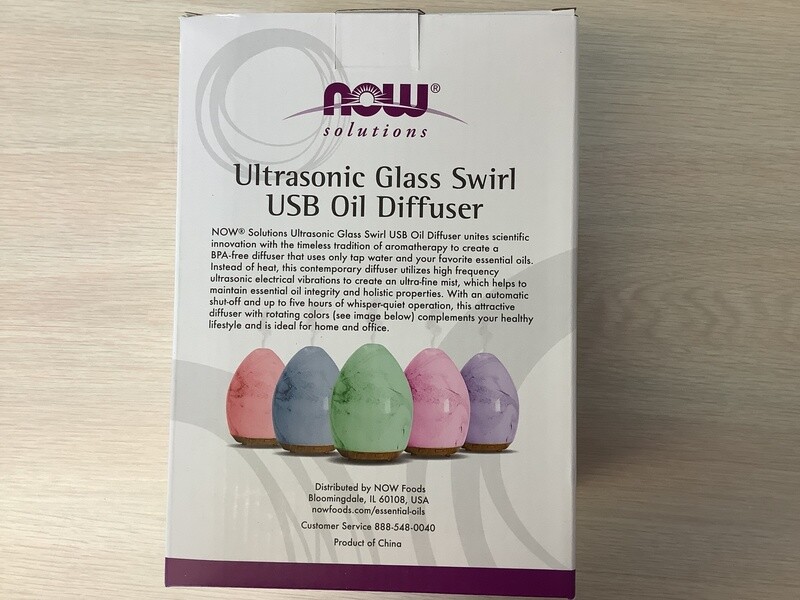 NOW®
solutions
Ultrasonic Glass Swirl
USB Oil Diffuser
NOW® Solutions Ultrasonic Glass Swirl USB Oil Diffuser unites scientific
innovation with the timeless tradition of aromatherapy to create a
BPA-free diffuser that uses only tap water and your favorite essential oils.
Instead of heat, this contemporary diffuser utilizes high frequency
ultrasonic electrical vibrations to create an ultra-fine mist, which helps to
maintain essential oil integrity and holistic properties. With an automatic
shut-off and up to five hours of whisper-quiet operation, this attractive
diffuser with rotating colors (see image below) complements your healthy
lifestyle and is ideal for home and office.
Distributed by NOW Foods
Bloomingdale, IL 60108, USA
nowfoods.com/essential-oils
Customer Service 888-548-0040
Product of China